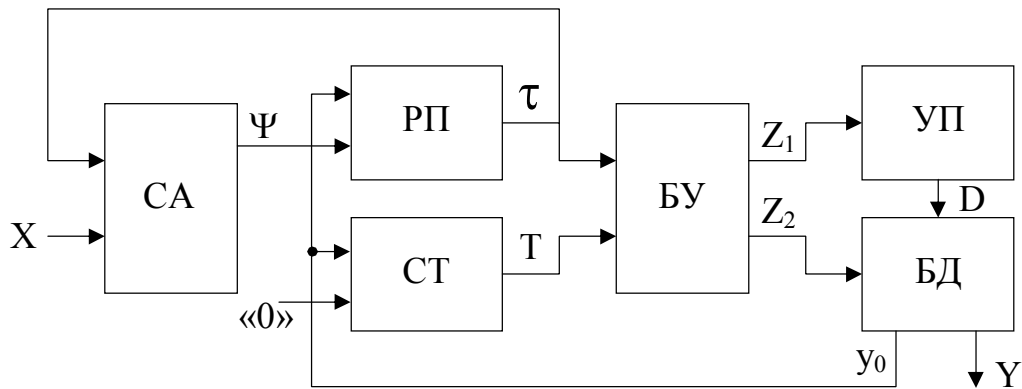 Ψ
РП
τ
УП
Z₁
D
X
СА
БУ
«0»
СТ
T
Z₂
БД
y₀
Y